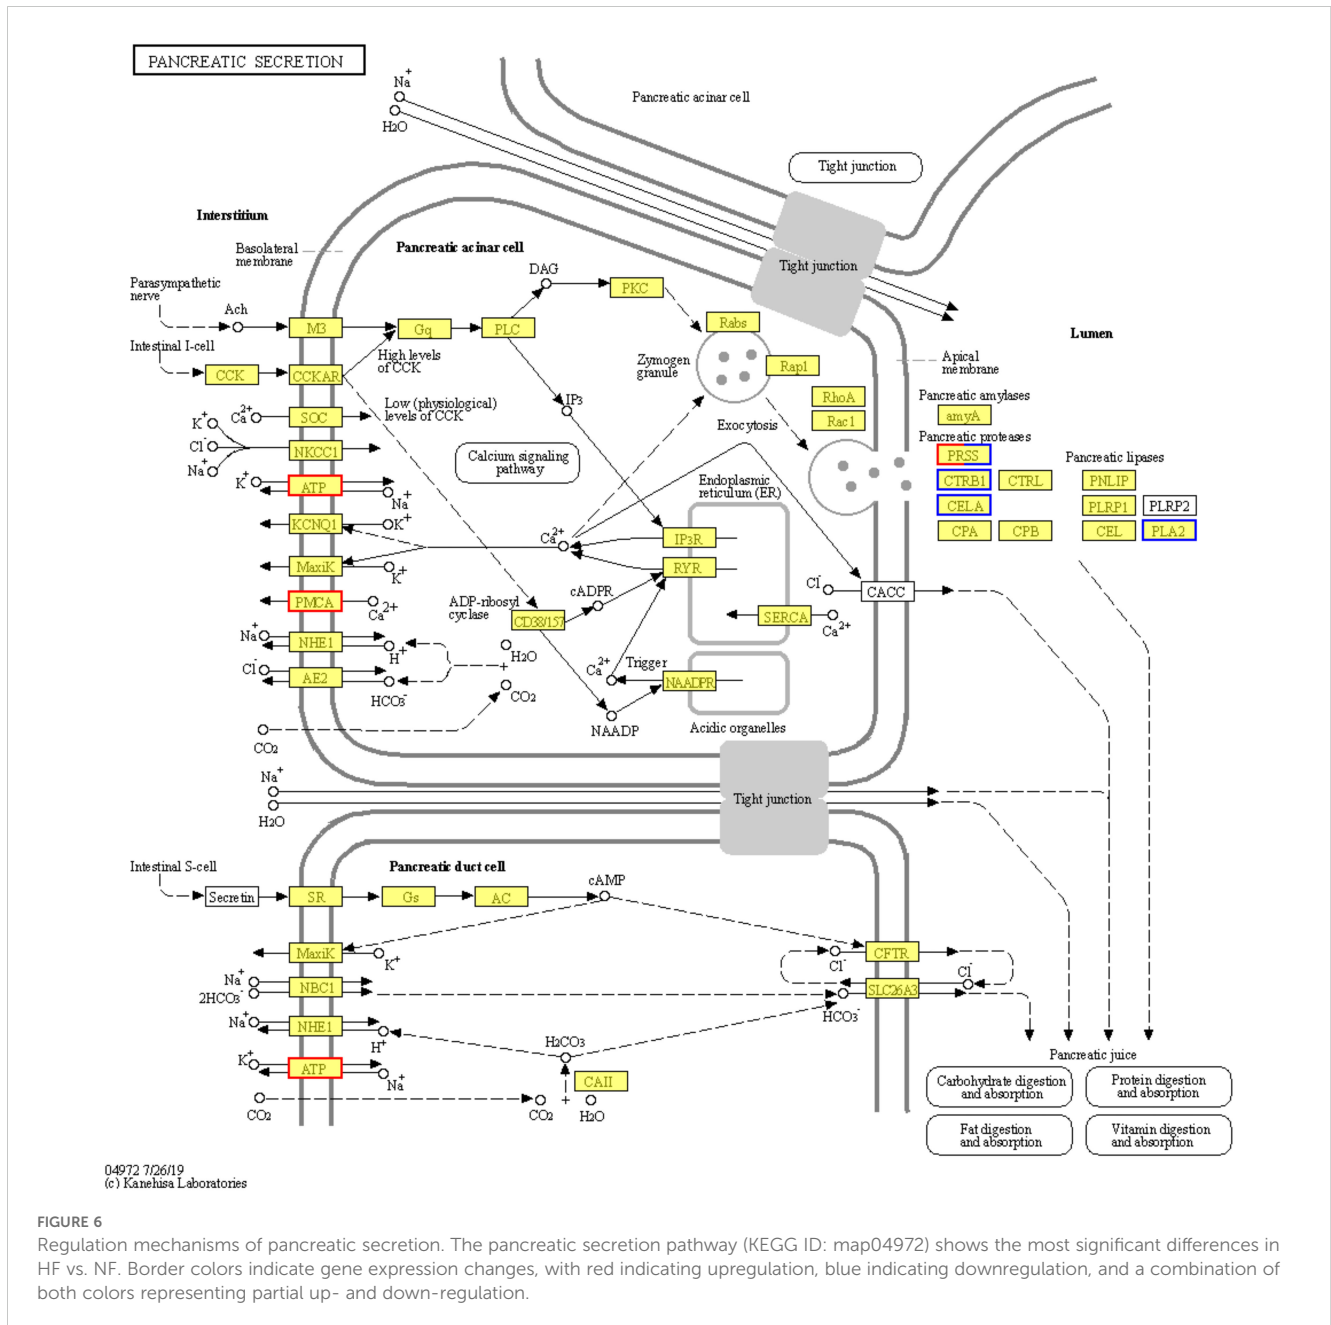 PANCREATIC SECRETION
Na+
H2O
Pancreatic acinar cell
Tight junction
Interstitium
Basolateral
membrane
Pancreatic acinar cell
Tight junction
DAG
PKC
Parasympathetic
nerve
Ach
M3
Gq
PLC
Rabs
Lumen
Intestinal I-cell
High levels
of CCK
Zymogen
granule
Rap1
Apical
membrane
CCK
CCKAR
Low (physiological)
levels of CCK
IP3
RhoA
Rac1
Exocytosis
Pancreatic amylases
amyA
Pancreatic proteases
PRSS
CTRB1
CTRL
CELA
CPA
CPB
Pancreatic lipases
PNLIP
PLRP1
PLRP2
CEL
PLA2
Ca2+
SOC
K+
Cl-
Na+
NKCC1
Calcium signaling
pathway
Endoplasmic
reticulum (ER)
K+
ATP
Na+
KCNQ1
K+
Ca2+
IP3R
RYR
MaxiK
K+
cADPR
Cl-
CACC
PMCA
Ca2+
ADP-ribosyl
cyclase
CD38/157
SERCA
Ca2+
Na+
NHE1
H+
H2O
+
CO2
Ca2+
Trigger
NAADPR
Cl-
AE2
HCO3-
NAADP
Acidic organelles
CO2
Na+
H2O
Tight junction
Intestinal S-cell
Pancreatic duct cell
Secretin
SR
Gs
AC
cAMP
MaxiK
K+
Cl-
CFTR
Cl-
Na+
2HCO3-
NBC1
HCO3-
SLC26A3
Na+
NHE1
H+
H2CO3
K+
ATP
Na+
CAII
+
CO2
CO2
H2O
Pancreatic juice
Carbohydrate digestion
and absorption
Protein digestion
and absorption
Fat digestion
and absorption
Vitamin digestion
and absorption
04972 7/26/19
(c) Kanehisa Laboratories
FIGURE 6
Regulation mechanisms of pancreatic secretion. The pancreatic secretion pathway (KEGG ID: map04972) shows the most significant differences in
HF vs. NF. Border colors indicate gene expression changes, with red indicating upregulation, blue indicating downregulation, and a combination of
both colors representing partial up- and down-regulation.